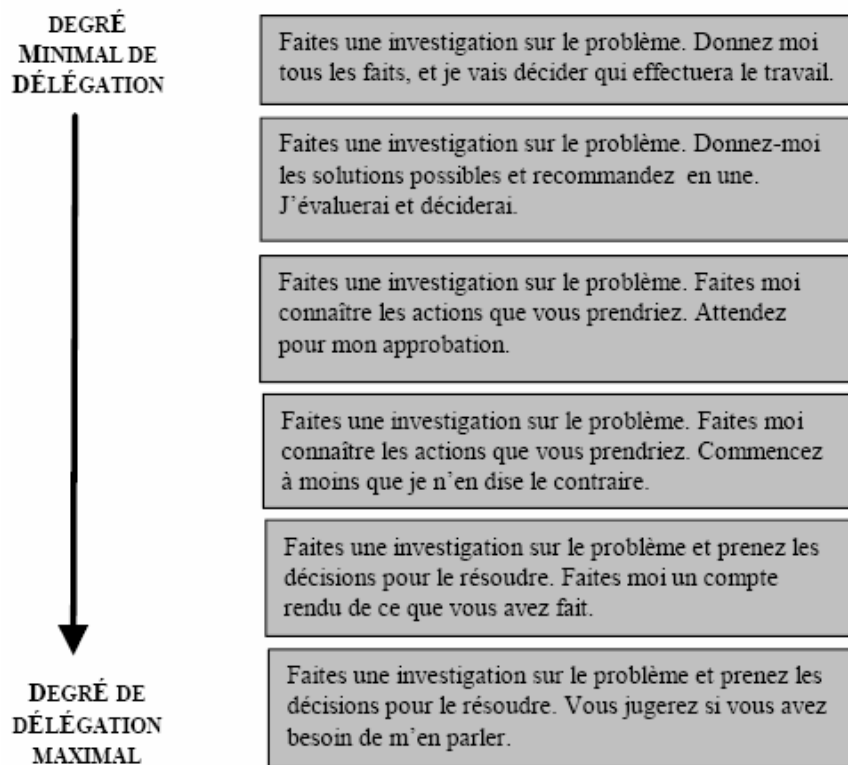 DEGRÉ
MINIMAL DE
DÉLÉGATION
Faites une investigation sur le problème. Donnez moi
tous les faits, et je vais décider qui effectuera le travail.
Faites une investigation sur le problème. Donnez-moi
les solutions possibles et recommandez en une.
J’évaluerai et déciderai.
Faites une investigation sur le problème. Faites moi
connaître les actions que vous prendriez. Attendez
pour mon approbation.
Faites une investigation sur le problème. Faites moi
connaître les actions que vous prendriez. Commencez
à moins que je n’en dise le contraire.
Faites une investigation sur le problème et prenez les
décisions pour le résoudre. Faites moi un compte
rendu de ce que vous avez fait.
Faites une investigation sur le problème et prenez les
décisions pour le résoudre. Vous jugerez si vous avez
besoin de m’en parler.
DEGRÉ DE
DÉLÉGATION
MAXIMAL